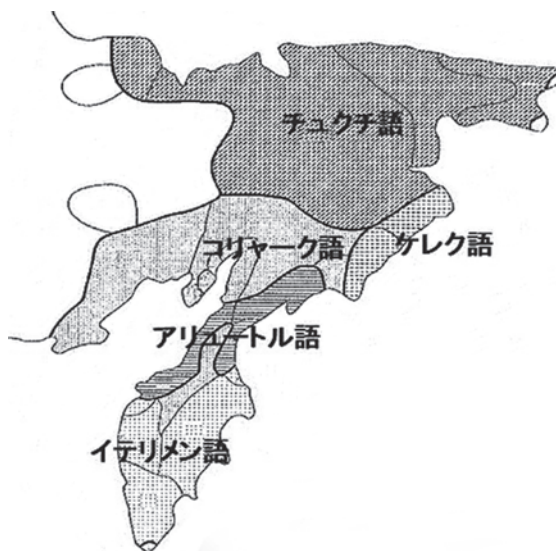 チュクチ語
コリャーク語
ケレク語
アリュートル語
イテリメン語